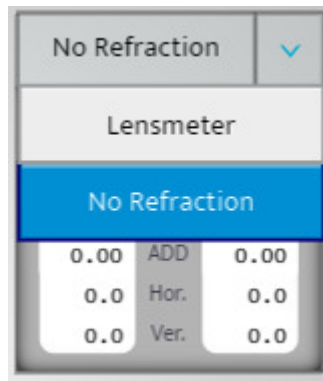 No Refraction
Lensmeter
No Refraction
0.00 ADD 0.00
0.0 Hor. 0.0
0.0 Ver. 0.0